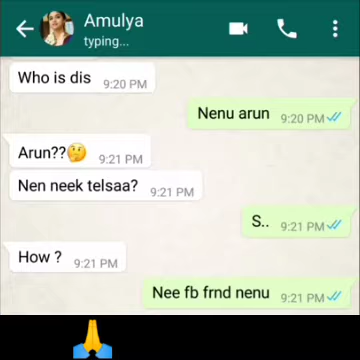 Amulya
typing...
Who is dis 9:20 PM
Nenu arun 9:20 PM
Arun??🤔 9:21 PM
Nen neek telsaa? 9:21 PM
S.. 9:21 PM
How ? 9:21 PM
Nee fb frnd nenu 9:21 PM